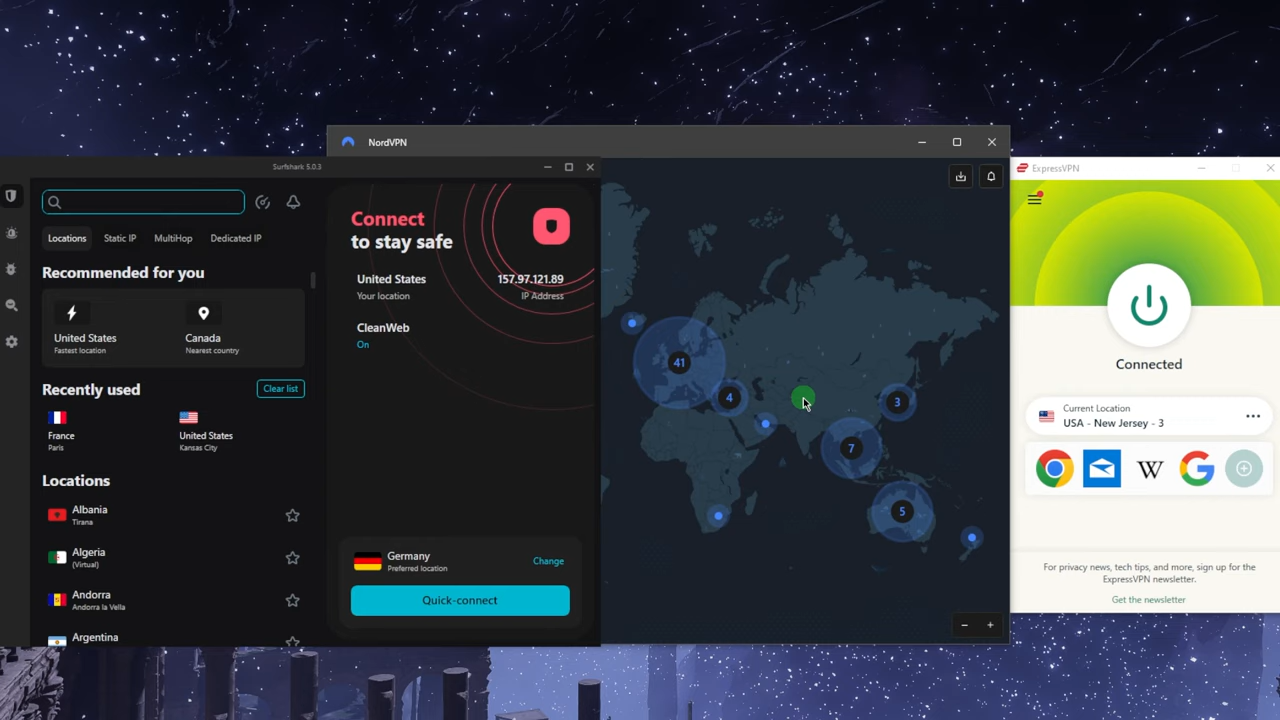 NordVPN
Surfshark 5.0.3
Locations
Static IP
MultiHop
Dedicated IP
Recommended for you
United States
Fastest location
Canada
Nearest country
Recently used
Clear list
France
Paris
United States
Kansas City
Locations
Albania
Tirana
Algeria
(Virtual)
Andorra
Andorra la Vella
Argentina
Connect
to stay safe
United States
Your location
157.97.121.89
IP Address
CleanWeb
On
Germany
Preferred location
Change
Quick-connect
41
4
3
7
5
ExpressVPN
Connected
Current Location
USA - New Jersey - 3
W
For privacy news, tech tips, and more, sign up for the
ExpressVPN newsletter.
Get the newsletter